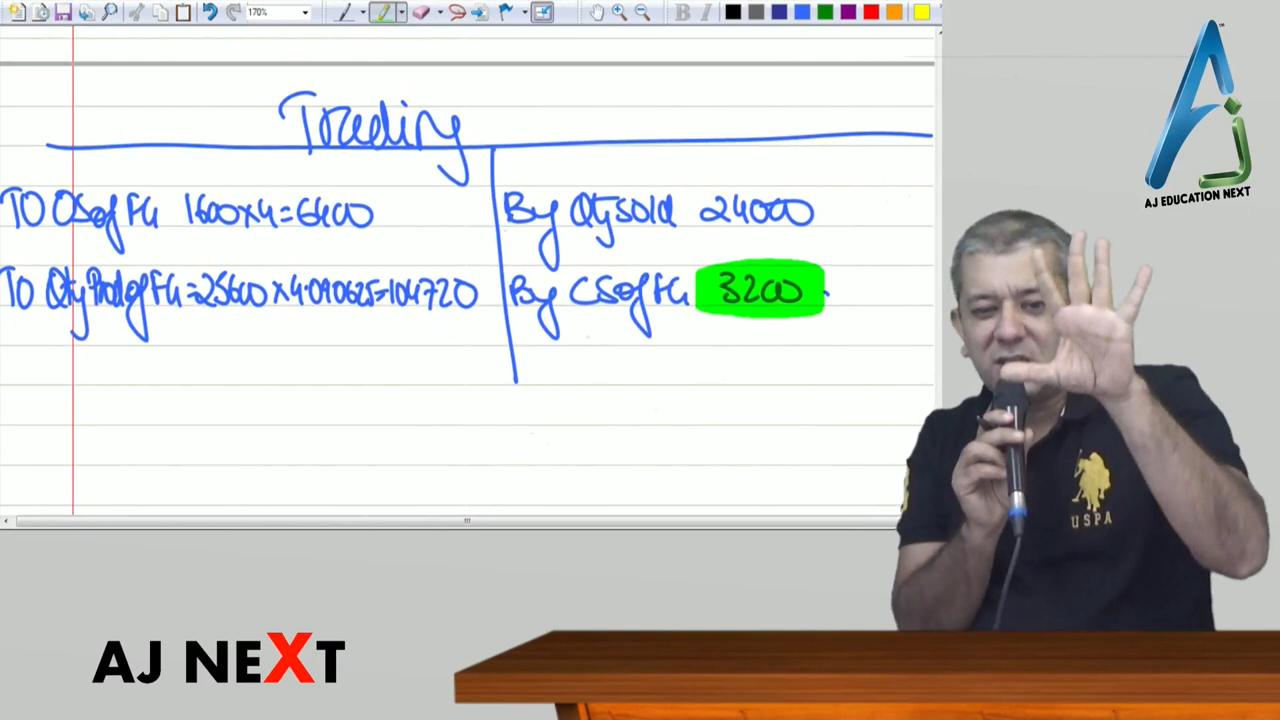 170%
B I
Trading
TO OS of FG 1600x4=6400
By Qty sold 24000
TO Qty Prod of FG=25600x4.090625=104720
By CS of FG 3200
AJ EDUCATION NEXT
USPA
AJ NEXT